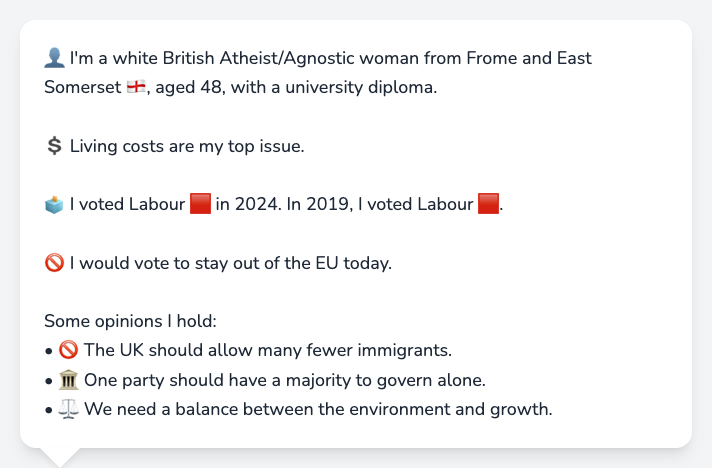 👤 I'm a white British Atheist/Agnostic woman from Frome and East
Somerset 🏴󠁧󠁢󠁥󠁮󠁧󠁿, aged 48, with a university diploma.
💲 Living costs are my top issue.
🗳️ I voted Labour 🟥 in 2024. In 2019, I voted Labour 🟥.
🚫 I would vote to stay out of the EU today.
Some opinions I hold:
• 🚫 The UK should allow many fewer immigrants.
• 🏛️ One party should have a majority to govern alone.
• ⚖️ We need a balance between the environment and growth.